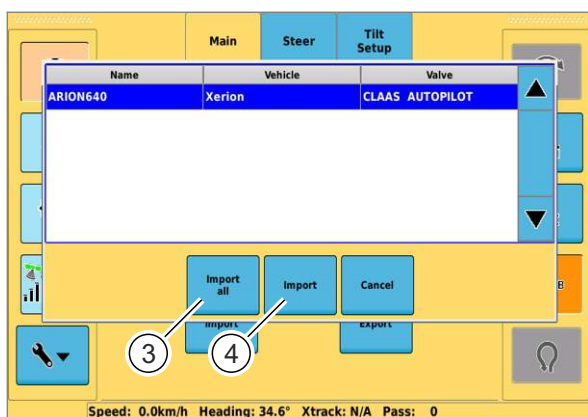 Main
Steer
Tilt
Setup
Name
Vehicle
Valve
ARION640
Xerion
CLAAS AUTOPILOT
Import
all
Import
Cancel
Import
Export
B
3
4
Speed: 0.0km/h Heading: 34.6° Xtrack: N/A Pass: 0